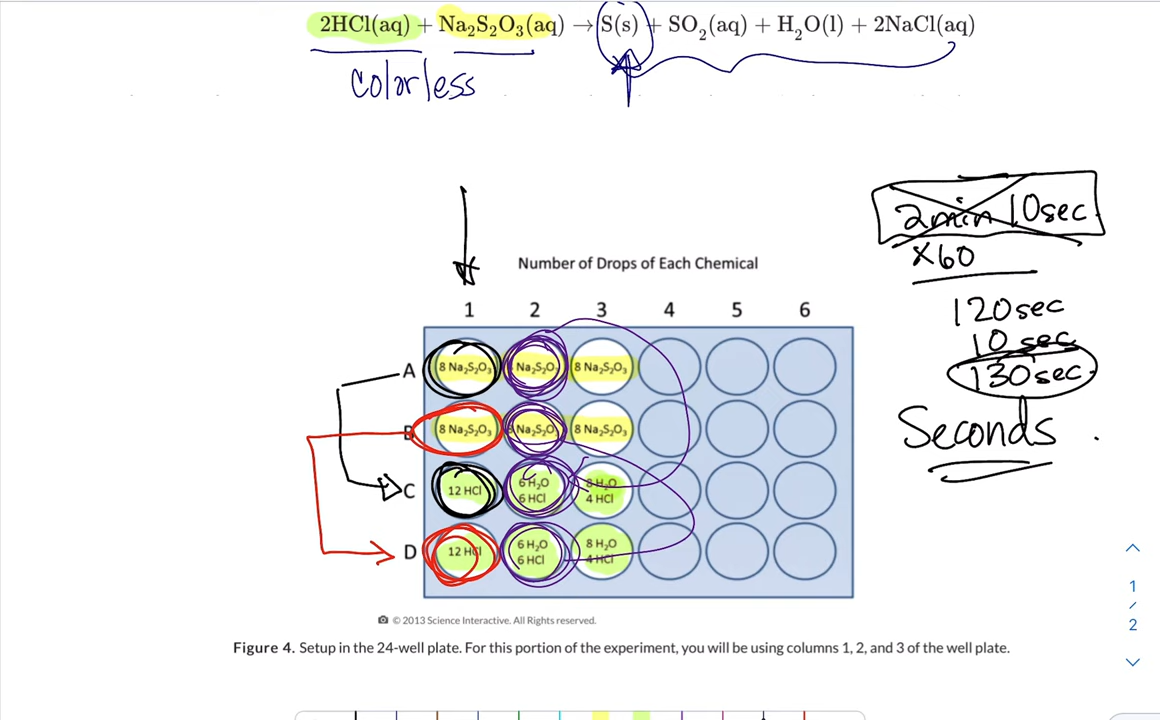 2HCl(aq) + Na₂S₂O₃(aq) → S(s) + SO₂(aq) + H₂O(l) + 2NaCl(aq)
colorless
2min 10sec.
x60
120sec
10 sec
130sec
Seconds.
Number of Drops of Each Chemical
1 2 3 4 5 6
A 8 Na₂S₂O₃ Na₂S₂O 8 Na₂S₂O₃
B 8 Na₂S₂O₃ Na₂S₂O 8 Na₂S₂O₃
C 12 HCl 6 H₂O 6 HCl 8 H₂O 4 HCl
D 12 HCl 6 H₂O 6 HCl 8 H₂O 4 HCl
© 2013 Science Interactive. All Rights reserved.
Figure 4. Setup in the 24-well plate. For this portion of the experiment, you will be using columns 1, 2, and 3 of the well plate.
1
/
2